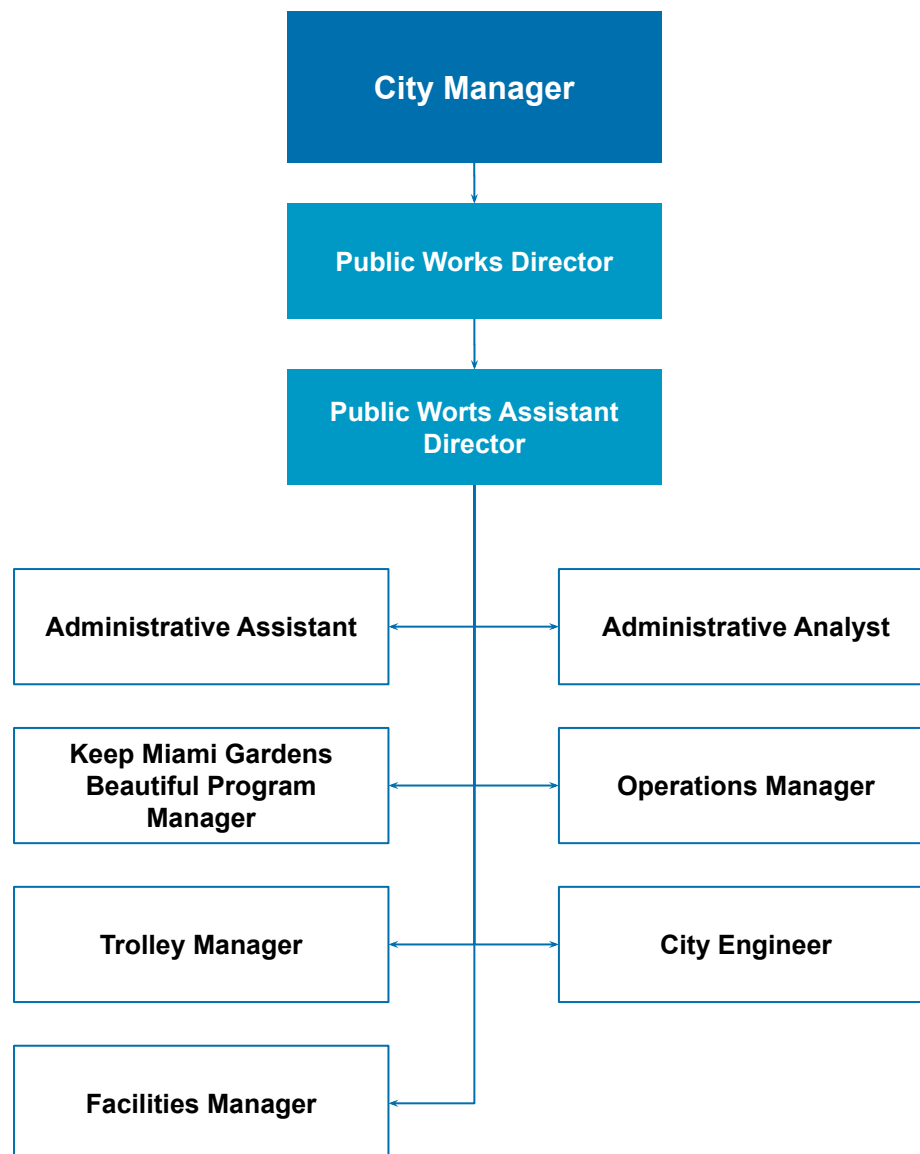 City Manager
Public Works Director
Public Worts Assistant
Director
Administrative Assistant
Administrative Analyst
Keep Miami Gardens
Beautiful Program
Manager
Operations Manager
Trolley Manager
City Engineer
Facilities Manager